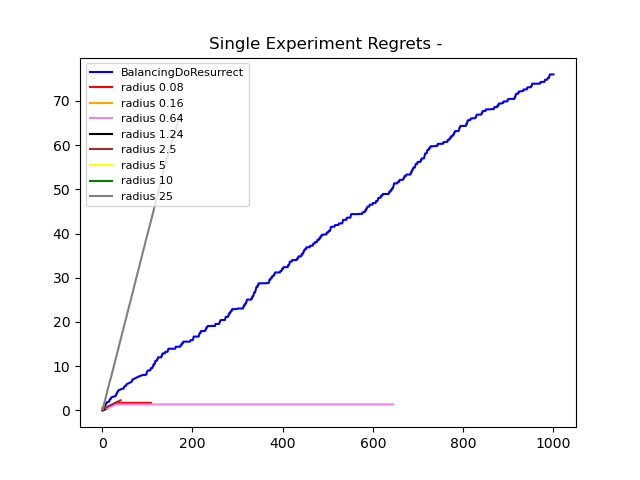 Single Experiment Regrets -
BalancingDoResurrect
radius 0.08
radius 0.16
radius 0.64
radius 1.24
radius 2.5
radius 5
radius 10
radius 25
70
60
50
40
30
20
10
0
0 200 400 600 800 1000